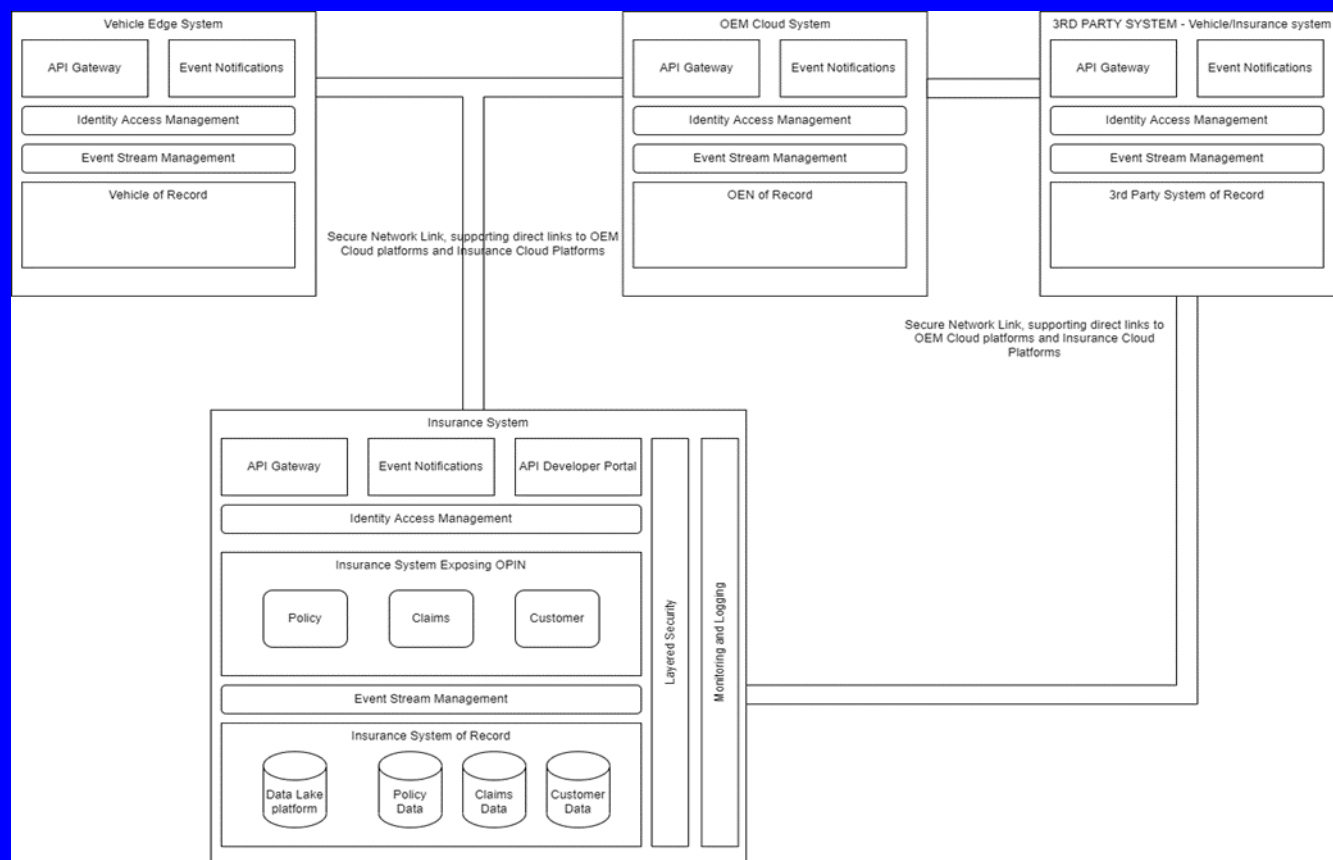 Vehicle Edge System
API Gateway
Event Notifications
Identity Access Management
Event Stream Management
Vehicle of Record
OEM Cloud System
API Gateway
Event Notifications
Identity Access Management
Event Stream Management
OEN of Record
3RD PARTY SYSTEM - Vehicle/Insurance system
API Gateway
Event Notifications
Identity Access Management
Event Stream Management
3rd Party System of Record
Secure Network Link, supporting direct links to OEM
Cloud platforms and Insurance Cloud Platforms
Secure Network Link, supporting direct links to
OEM Cloud platforms and Insurance Cloud
Platforms
Insurance System
API Gateway
Event Notifications
API Developer Portal
Identity Access Management
Insurance System Exposing OPIN
Policy
Claims
Customer
Event Stream Management
Insurance System of Record
Data Lake
platform
Policy
Data
Claims
Data
Customer
Data
Layered Security
Monitoring and Logging